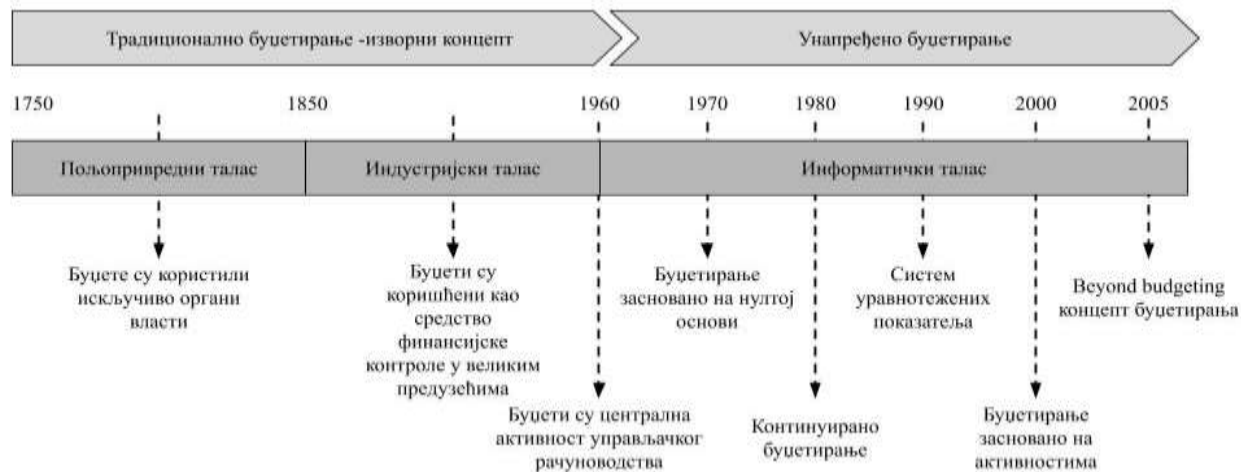 Традиционално буџетирање -изворни концепт
Унапређено буџетирање
1750
1850
1960
1970
1980
1990
2000
2005
Пољопривредни талас
Индустријски талас
Информатички талас
Буџете су користили
искључиво органи
власти
Буџети су
коришћени као
средство
финансијске
контроле у великим
предузећима
Буџети су централна
активност управљачког
рачуноводства
Буџетирање
засновано на нултој
основи
Континуирано
буџетирање
Систем
уравнотежених
показатеља
Буџетирање
засновано на
активностима
Beyond budgeting
концепт буџетирања